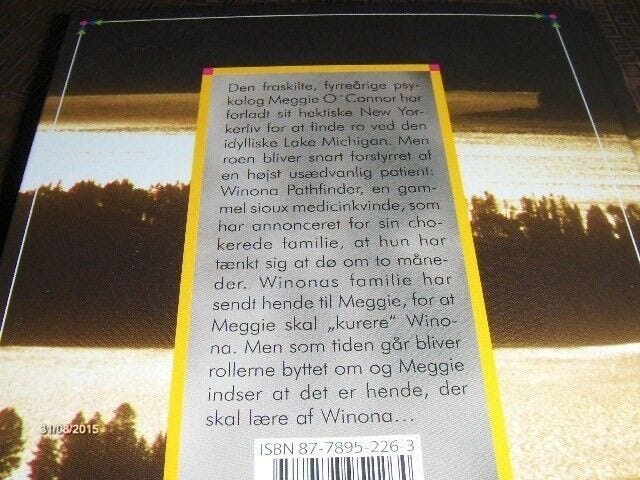 Den fraskilte, fyrreårige psy-
kolog Meggie O´Connor har
forladt sit hektiske New Yor-
kerliv for at finde ro ved den
idylliske Lake Michigan. Men
roen bliver snart forstyrret af
en højst usædvanlig patient:
Winona Pathfinder, en gam-
mel sioux medicinkvinde, som
har annonceret for sin cho-
kerede familie, at hun har
tænkt sig at dø om to måne-
der. Winonas familie har
sendt hende til Meggie, for at
Meggie skal „kurere” Wino-
na. Men som tiden går bliver
rollerne byttet om og Meggie
indser at det er hende, der
skal lære af Winona...
ISBN 87-7895-226-3
31/08/2015